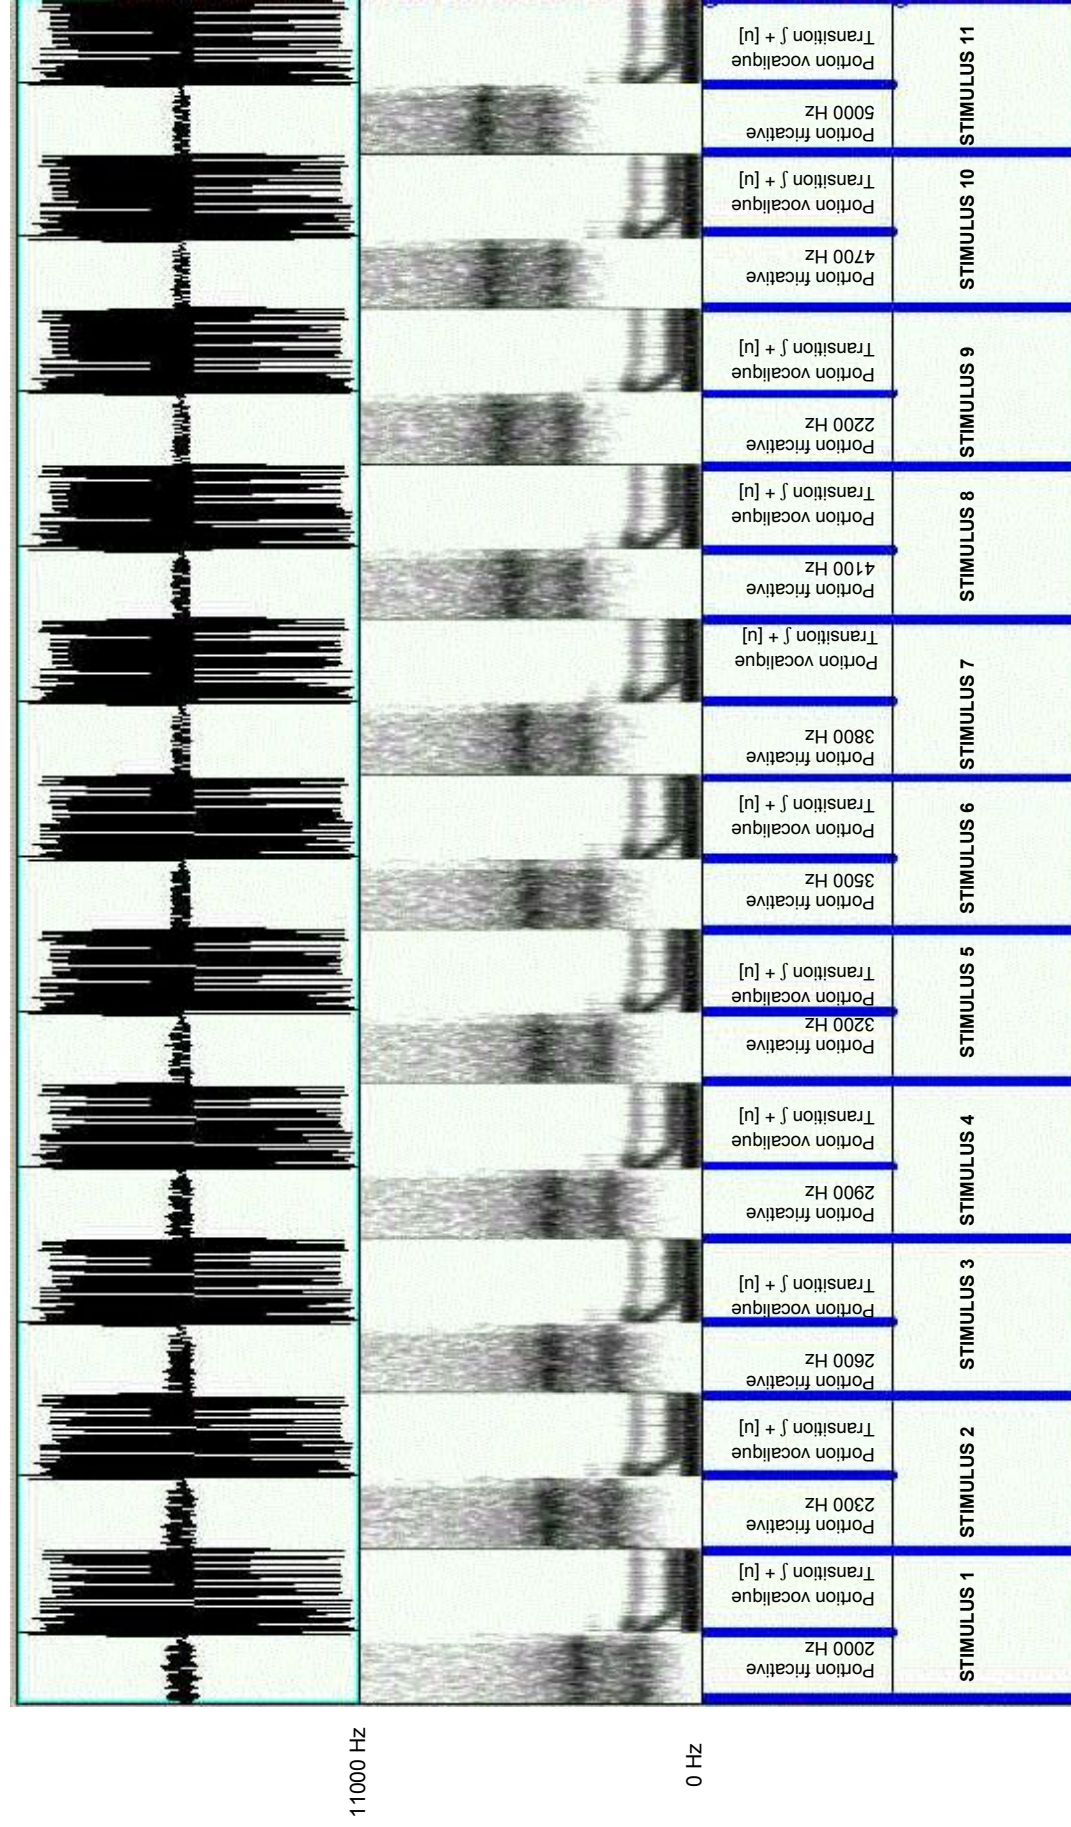 11000 Hz
0 Hz
Portion fricative
2000 Hz
Portion vocalique
Transition ʃ + [u]
Portion fricative
2300 Hz
Portion vocalique
Transition ʃ + [u]
Portion fricative
2600 Hz
Portion vocalique
Transition ʃ + [u]
Portion fricative
2900 Hz
Portion vocalique
Transition ʃ + [u]
Portion fricative
3200 Hz
Portion vocalique
Transition ʃ + [u]
Portion fricative
3500 Hz
Portion vocalique
Transition ʃ + [u]
Portion fricative
3800 Hz
Portion vocalique
Transition ʃ + [u]
Portion fricative
4100 Hz
Portion vocalique
Transition ʃ + [u]
Portion fricative
2200 Hz
Portion vocalique
Transition ʃ + [u]
Portion fricative
4700 Hz
Portion vocalique
Transition ʃ + [u]
Portion fricative
5000 Hz
Portion vocalique
Transition ʃ + [u]
STIMULUS 1
STIMULUS 2
STIMULUS 3
STIMULUS 4
STIMULUS 5
STIMULUS 6
STIMULUS 7
STIMULUS 8
STIMULUS 9
STIMULUS 10
STIMULUS 11